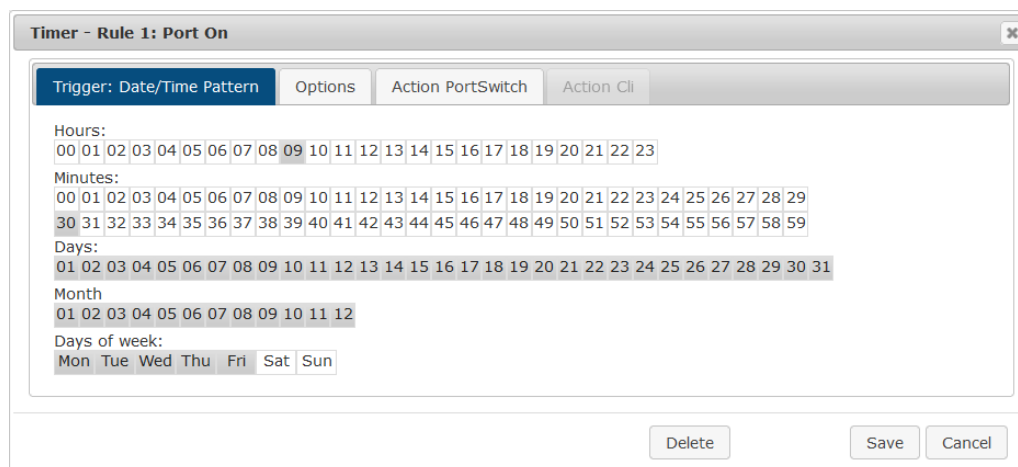 Timer - Rule 1: Port On
Trigger: Date/Time Pattern Options Action PortSwitch Action Cli
Hours:
00 01 02 03 04 05 06 07 08 09 10 11 12 13 14 15 16 17 18 19 20 21 22 23
Minutes:
00 01 02 03 04 05 06 07 08 09 10 11 12 13 14 15 16 17 18 19 20 21 22 23 24 25 26 27 28 29
30 31 32 33 34 35 36 37 38 39 40 41 42 43 44 45 46 47 48 49 50 51 52 53 54 55 56 57 58 59
Days:
01 02 03 04 05 06 07 08 09 10 11 12 13 14 15 16 17 18 19 20 21 22 23 24 25 26 27 28 29 30 31
Month
01 02 03 04 05 06 07 08 09 10 11 12
Days of week:
Mon Tue Wed Thu Fri Sat Sun
Delete Save Cancel